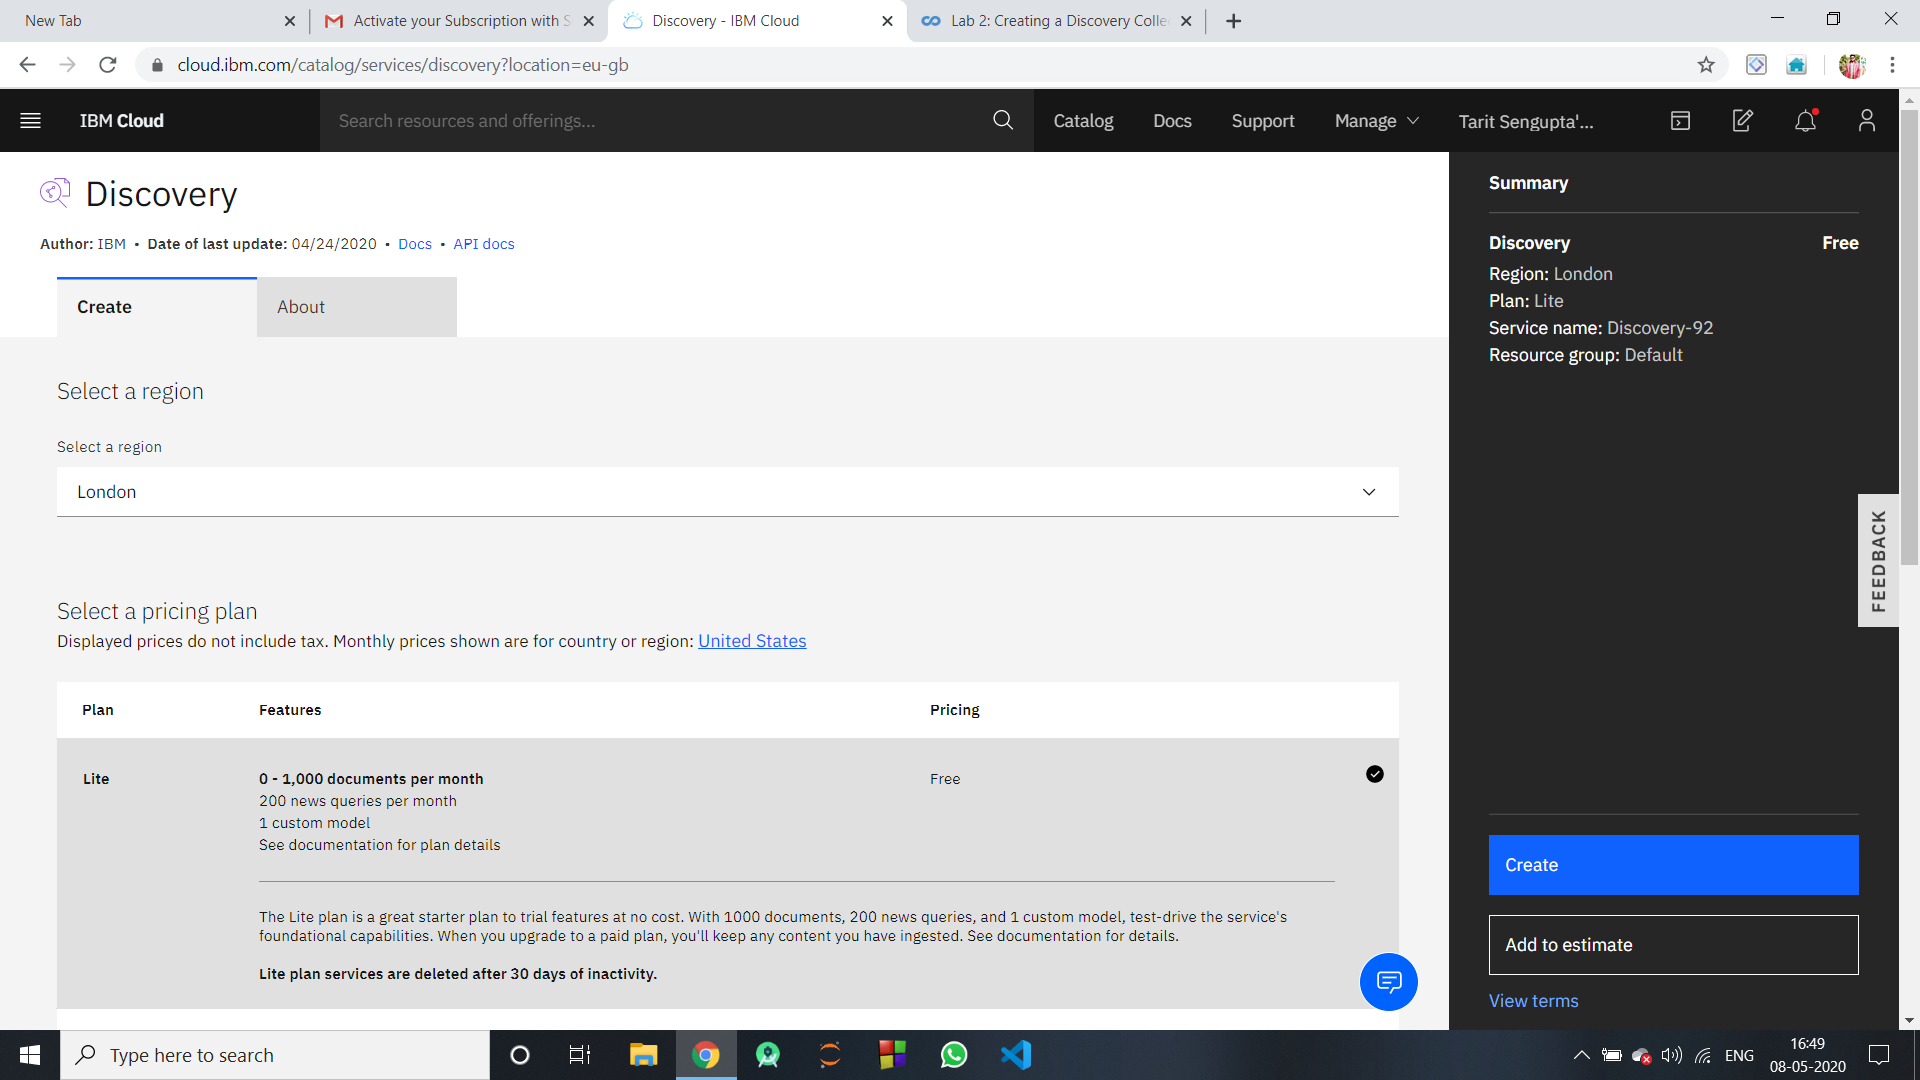 New Tab
Activate your Subscription with S
Discovery - IBM Cloud
Lab 2: Creating a Discovery Colle
cloud.ibm.com/catalog/services/discovery?location=eu-gb
IBM Cloud
Search resources and offerings...
Catalog
Docs
Support
Manage
Tarit Sengupta'...
Discovery
Author: IBM • Date of last update: 04/24/2020 • Docs • API docs
Create
About
Select a region
Select a region
London
Select a pricing plan
Displayed prices do not include tax. Monthly prices shown are for country or region: United States
Plan
Features
Pricing
Lite
0 - 1,000 documents per month
Free
200 news queries per month
1 custom model
See documentation for plan details
The Lite plan is a great starter plan to trial features at no cost. With 1000 documents, 200 news queries, and 1 custom model, test-drive the service's
foundational capabilities. When you upgrade to a paid plan, you'll keep any content you have ingested. See documentation for details.
Lite plan services are deleted after 30 days of inactivity.
Summary
Discovery
Free
Region: London
Plan: Lite
Service name: Discovery-92
Resource group: Default
FEEDBACK
Create
Add to estimate
View terms
Type here to search
ENG
16:49
08-05-2020